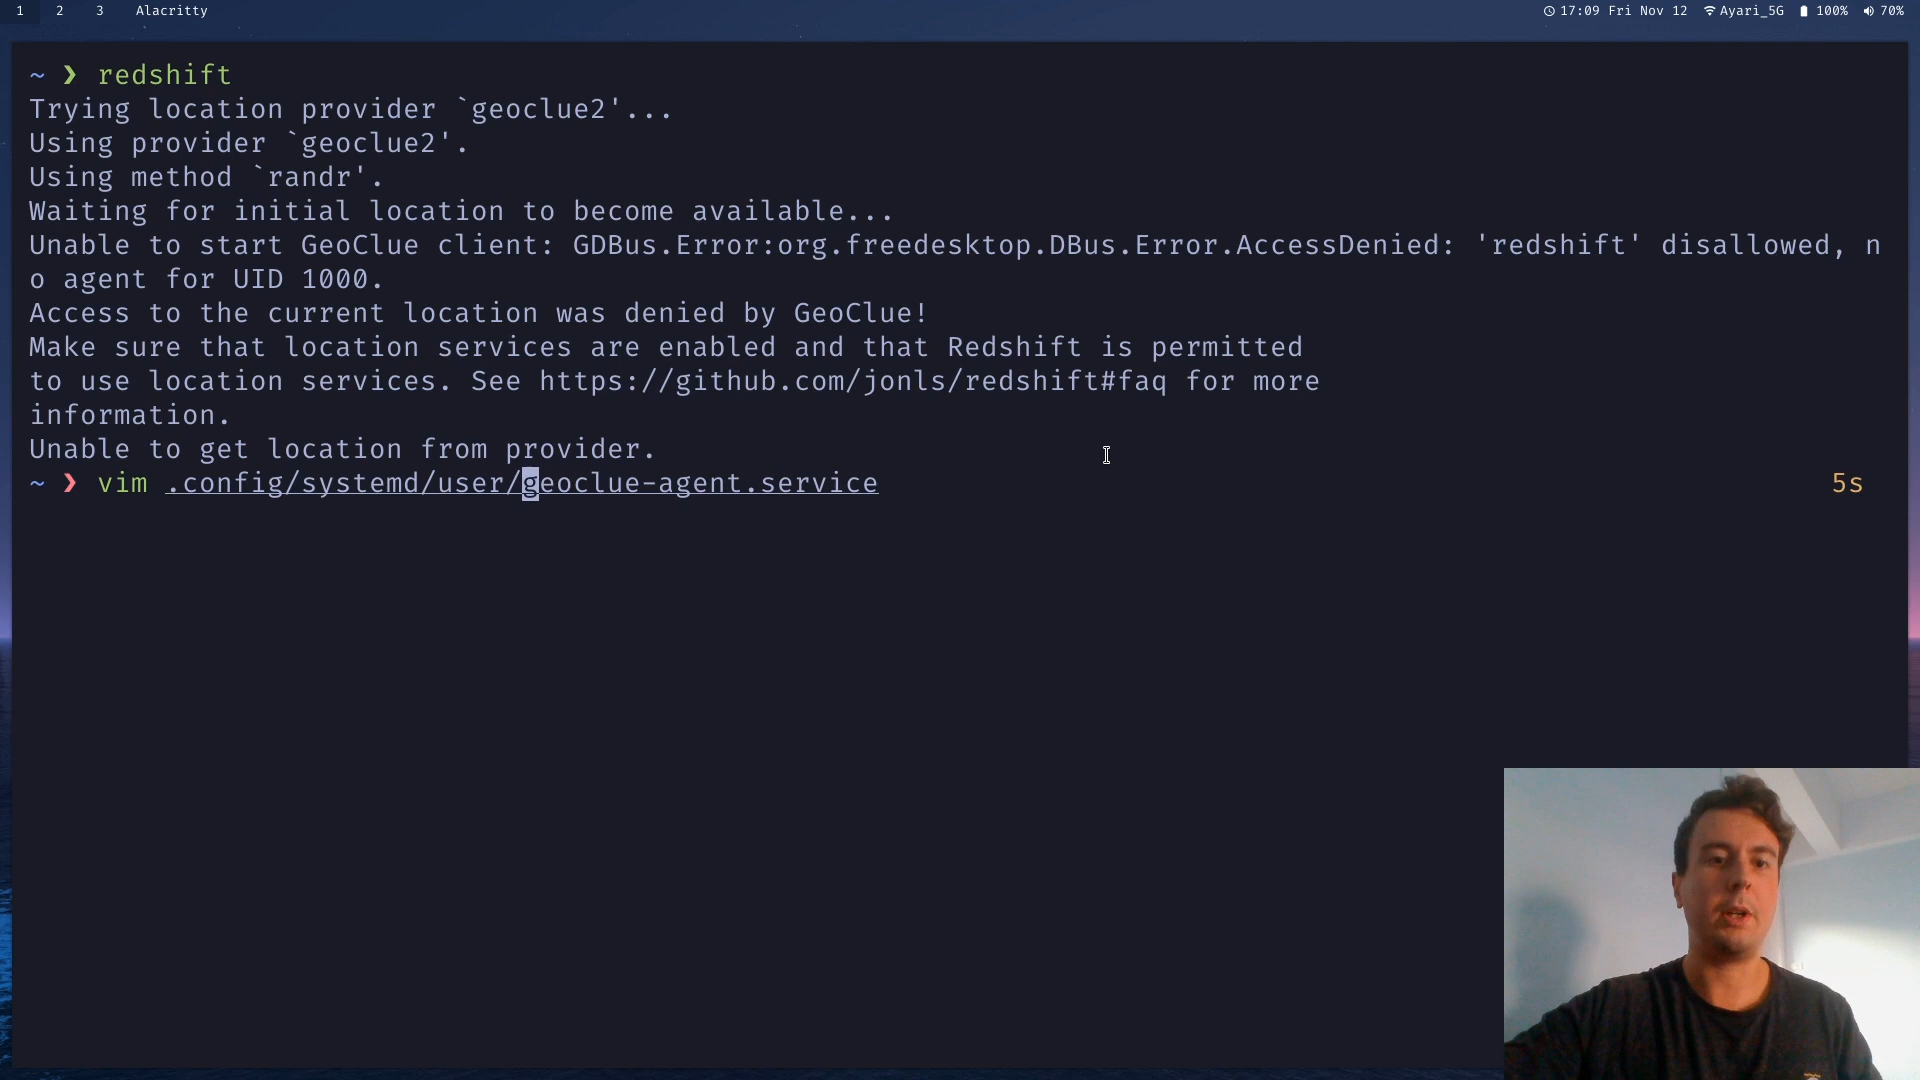 1 2 3 Alacritty 17:09 Fri Nov 12 Ayari_5G 100% 70%
~ ❯ redshift
Trying location provider `geoclue2'...
Using provider `geoclue2'.
Using method `randr'.
Waiting for initial location to become available...
Unable to start GeoClue client: GDBus.Error:org.freedesktop.DBus.Error.AccessDenied: 'redshift' disallowed, n
o agent for UID 1000.
Access to the current location was denied by GeoClue!
Make sure that location services are enabled and that Redshift is permitted
to use location services. See https://github.com/jonls/redshift#faq for more
information.
Unable to get location from provider.
~ ❯ vim .config/systemd/user/geoclue-agent.service 5s